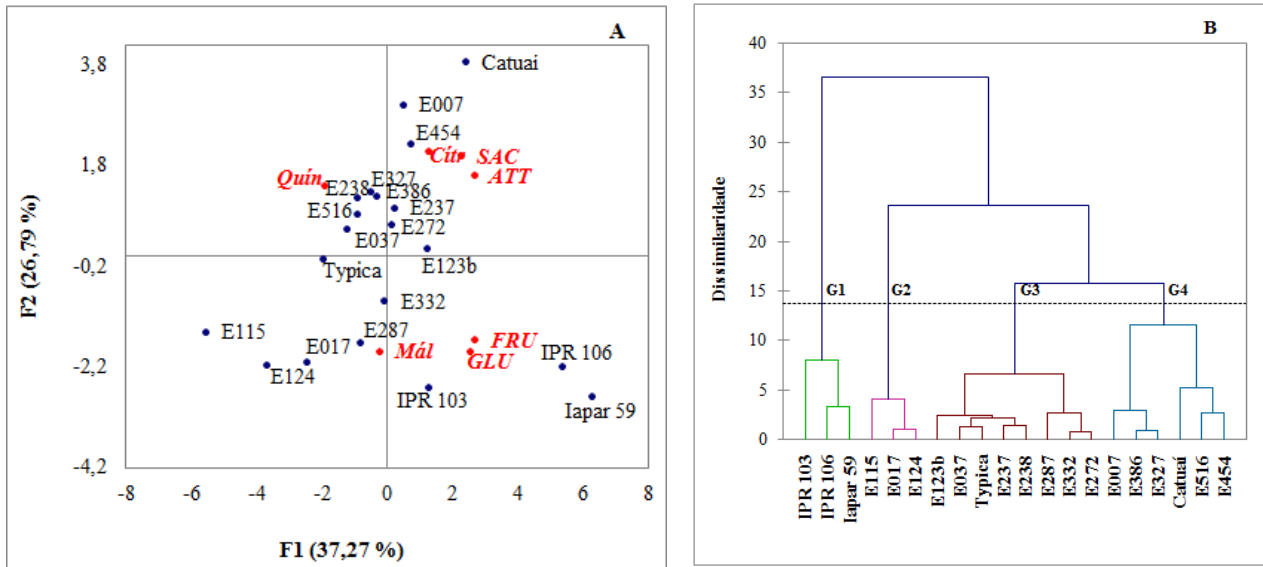 A
3,8
1,8
-0,2
-2,2
-4,2
F2 (26,79 %)
Catuai
E007
E454
Cítr
SAC
ATT
Quín
E327
E238
E386
E516
E237
E272
E037
E123b
Typica
E332
E115
E287
E017
E124
Mál
FRU
GLU
IPR 106
IPR 103
Iapar 59
-8 -6 -4 -2 0 2 4 6 8
F1 (37,27 %)
B
40
35
30
25
20
15
10
5
0
Dissimilaridade
G1 G2 G3 G4
IPR 103
IPR 106
Iapar 59
E115
E017
E124
E123b
E037
Typica
E237
E238
E287
E332
E272
E007
E386
E327
Catuaí
E516
E454